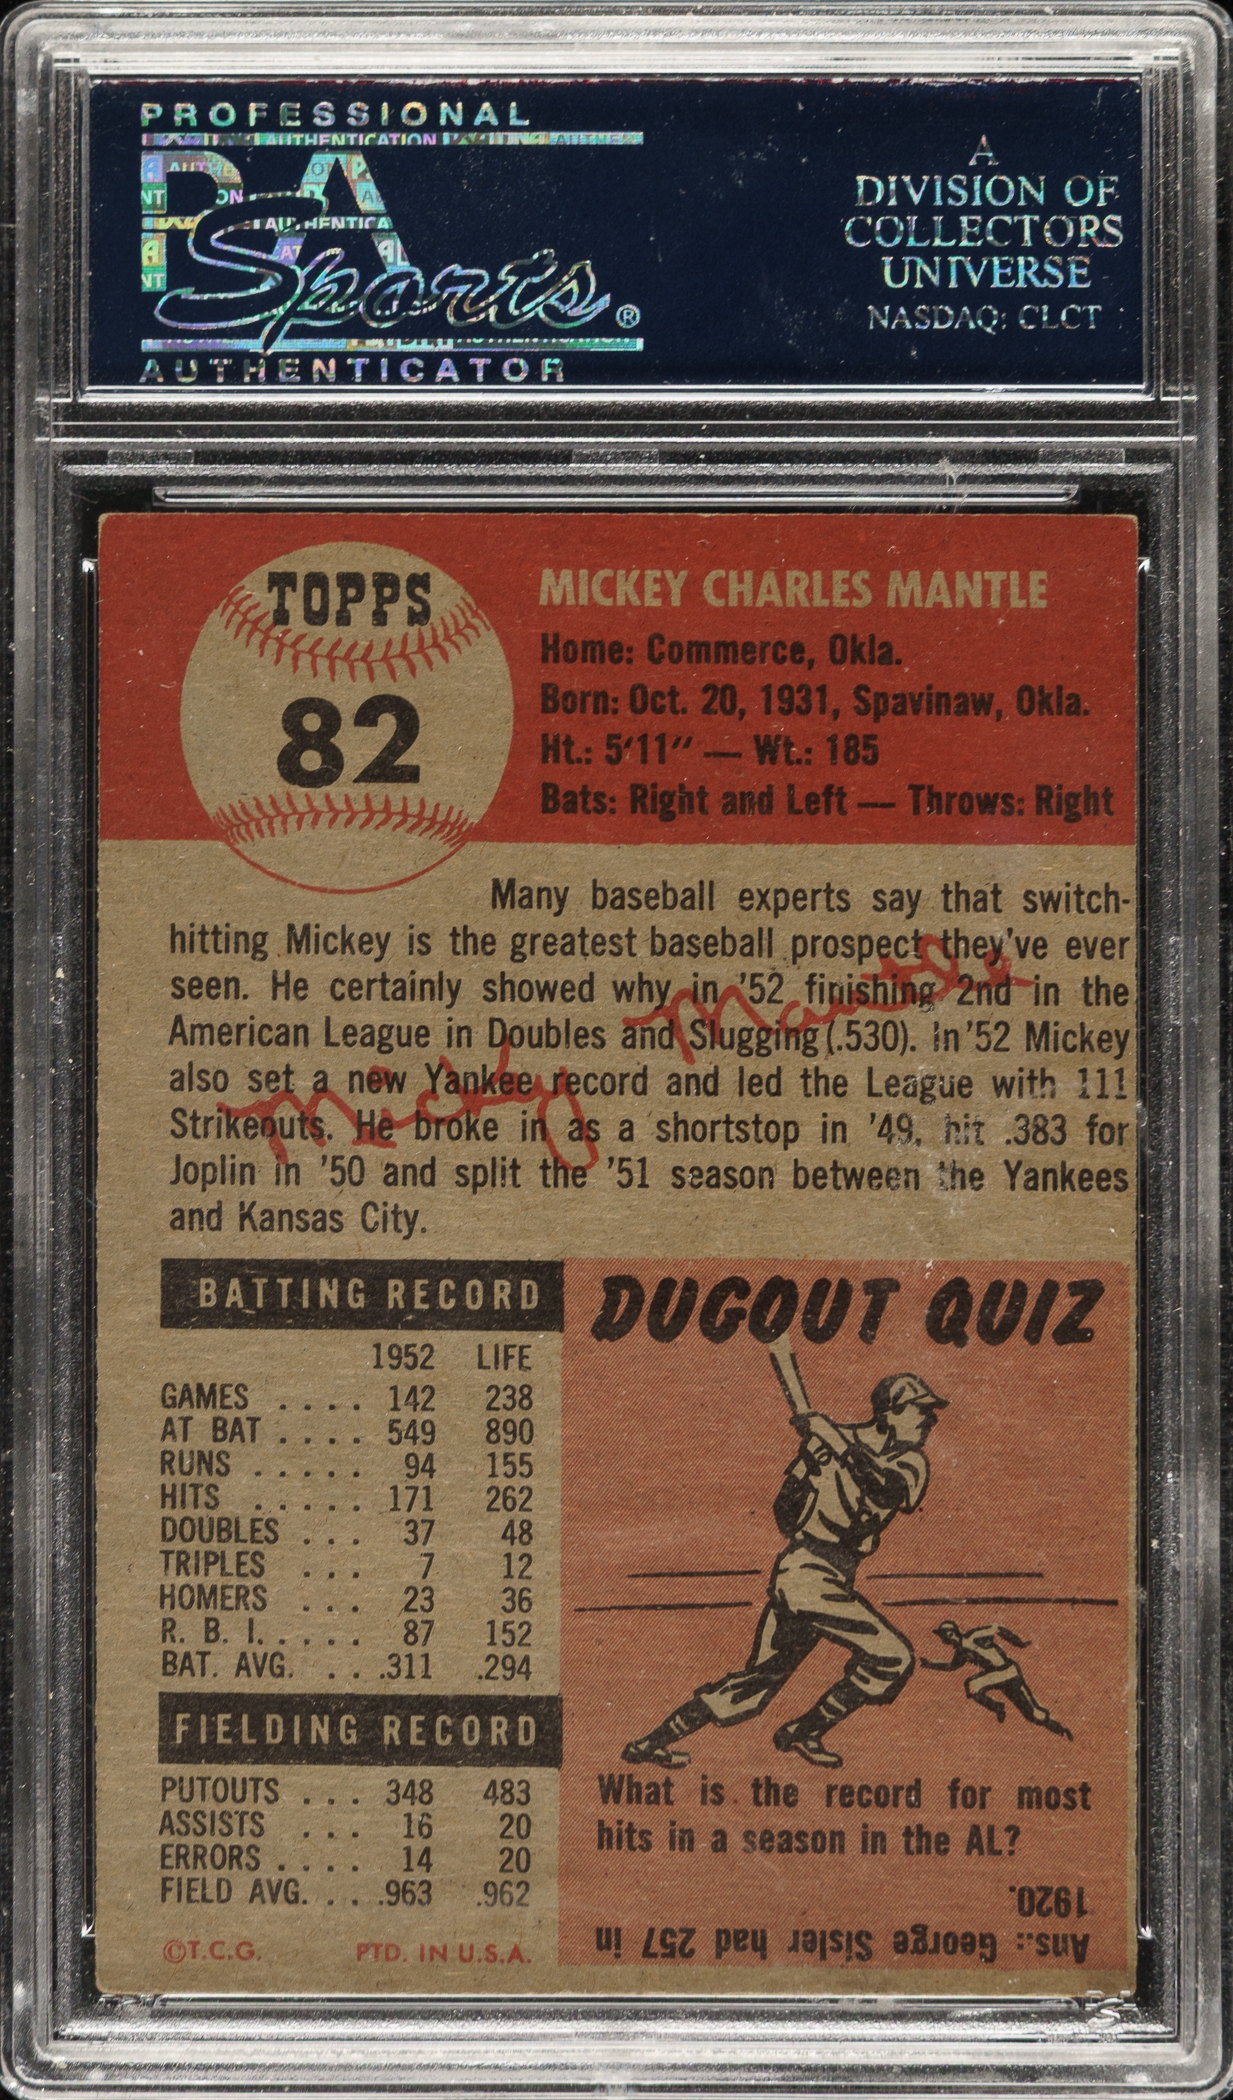 PROFESSIONAL
PSA
Sports®
AUTHENTICATOR
A
DIVISION OF
COLLECTORS
UNIVERSE
NASDAQ: CLCT
TOPPS
82
MICKEY CHARLES MANTLE
Home: Commerce, Okla.
Born: Oct. 20, 1931, Spavinaw, Okla.
Ht.: 5'11" — Wt.: 185
Bats: Right and Left — Throws: Right
Many baseball experts say that switch-
hitting Mickey is the greatest baseball prospect they've ever
seen. He certainly showed why in '52 finishing 2nd in the
American League in Doubles and Slugging (.530). In '52 Mickey
also set a new Yankee record and led the League with 111
Strikeouts. He broke in as a shortstop in '49, hit .383 for
Joplin in '50 and split the '51 season between the Yankees
and Kansas City.
Mickey Mantle
BATTING RECORD
1952 LIFE
GAMES .... 142 238
AT BAT .... 549 890
RUNS ..... 94 155
HITS ..... 171 262
DOUBLES ... 37 48
TRIPLES ... 7 12
HOMERS ... 23 36
R. B. I. .... 87 152
BAT. AVG. ... .311 .294
FIELDING RECORD
PUTOUTS ... 348 483
ASSISTS ... 16 20
ERRORS .... 14 20
FIELD AVG. ... .963 .962
©T.C.G. PTD. IN U.S.A.
DUGOUT QUIZ
What is the record for most
hits in a season in the AL?
Ans.: George Sisler had 257 in
1920.